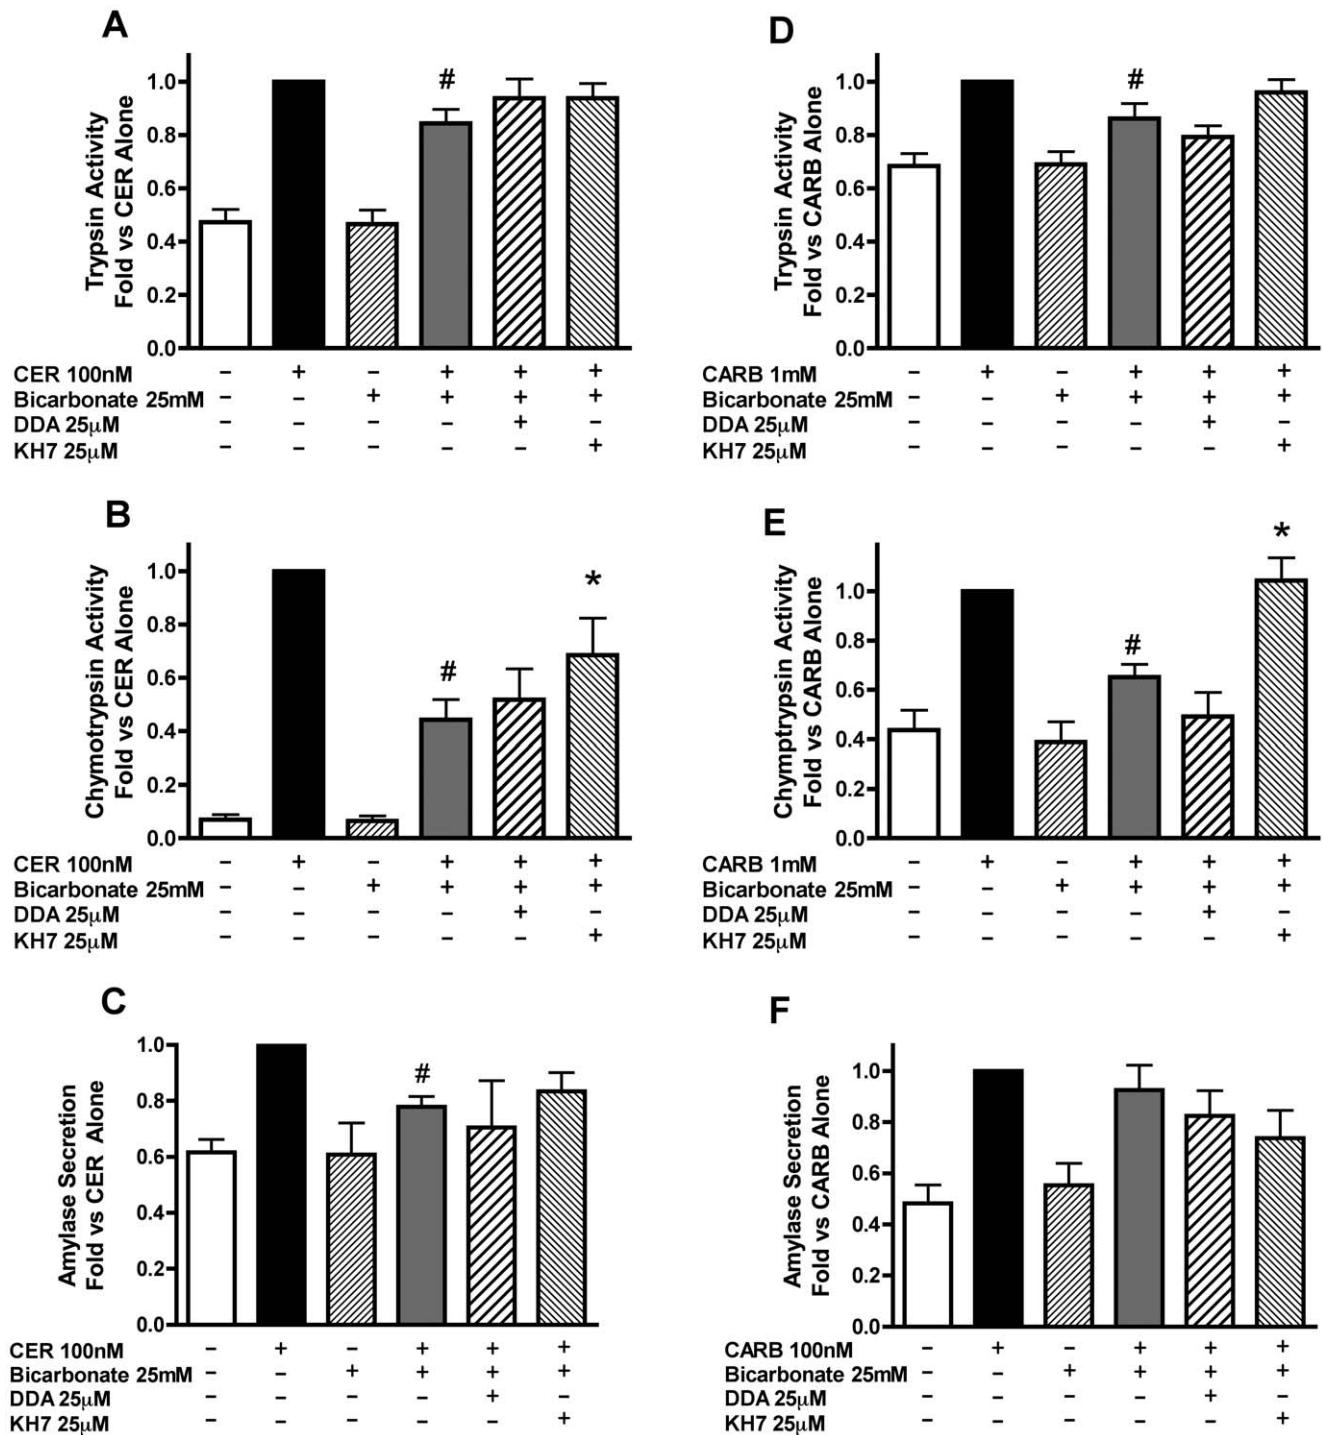 A
Trypsin Activity
Fold vs CER Alone
1.0
0.8
0.6
0.4
0.2
0.0
#
CER 100nM – + – + + +
Bicarbonate 25mM – – + + + +
DDA 25µM – – – – + –
KH7 25µM – – – – – +
D
Trypsin Activity
Fold vs CARB Alone
1.0
0.8
0.6
0.4
0.2
0.0
#
CARB 1mM – + – + + +
Bicarbonate 25mM – – + + + +
DDA 25µM – – – – + –
KH7 25µM – – – – – +
B
Chymotrypsin Activity
Fold vs CER Alone
1.0
0.8
0.6
0.4
0.2
0.0
#
*
CER 100nM – + – + + +
Bicarbonate 25mM – – + + + +
DDA 25µM – – – – + –
KH7 25µM – – – – – +
E
Chymptrypsin Activity
Fold vs CARB Alone
1.0
0.8
0.6
0.4
0.2
0.0
#
*
CARB 1mM – + – + + +
Bicarbonate 25mM – – + + + +
DDA 25µM – – – – + –
KH7 25µM – – – – – +
C
Amylase Secretion
Fold vs CER Alone
1.0
0.8
0.6
0.4
0.2
0.0
#
CER 100nM – + – + + +
Bicarbonate 25mM – – + + + +
DDA 25µM – – – – + –
KH7 25µM – – – – – +
F
Amylase Secretion
Fold vs CARB Alone
1.0
0.8
0.6
0.4
0.2
0.0
CARB 100nM – + – + + +
Bicarbonate 25mM – – + + + +
DDA 25µM – – – – + –
KH7 25µM – – – – – +